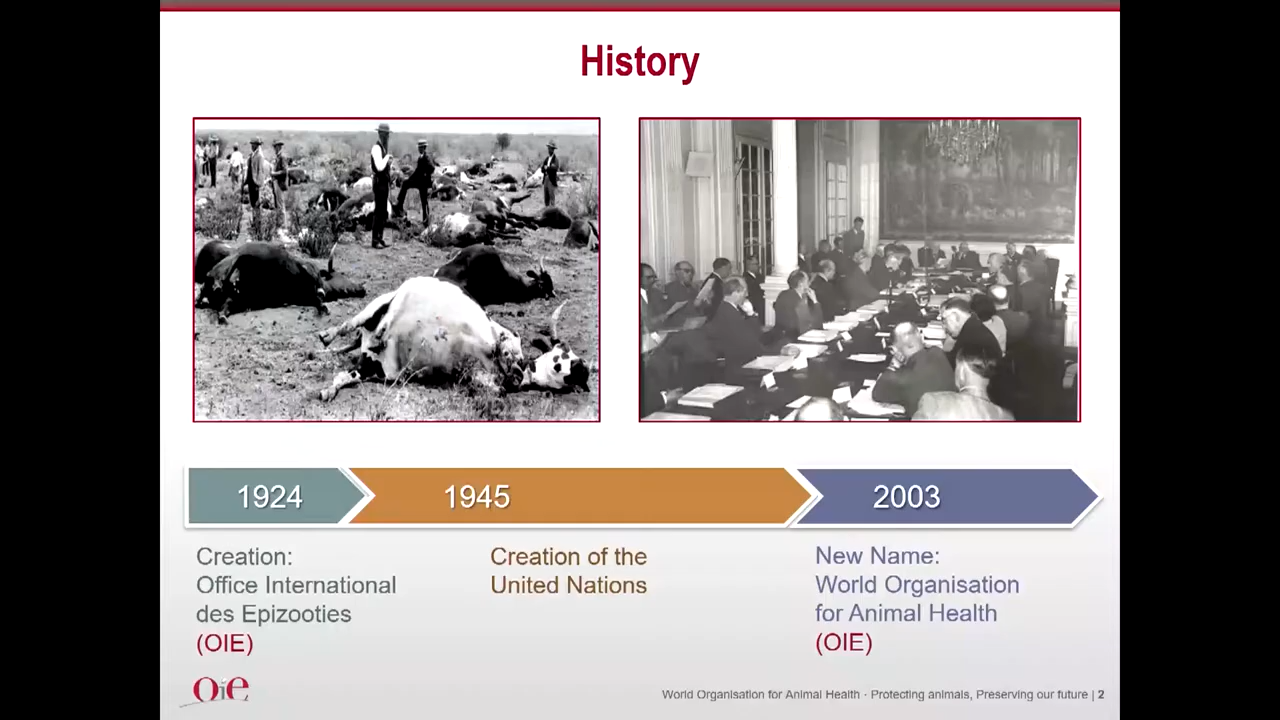 History
1924
1945
2003
Creation:
Office International
des Epizooties
(OIE)
Creation of the
United Nations
New Name:
World Organisation
for Animal Health
(OIE)
Oie
World Organisation for Animal Health · Protecting animals, Preserving our future | 2